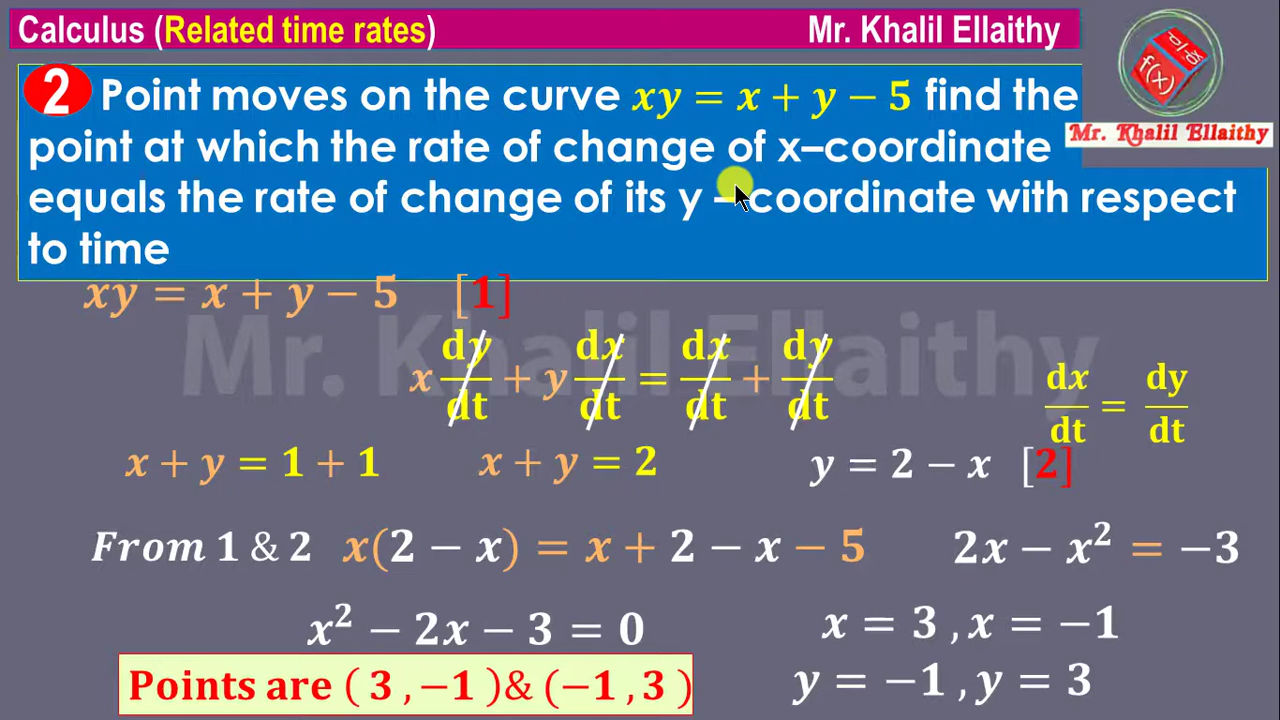 Calculus (Related time rates) Mr. Khalil Ellaithy
f(x)
Mr. Khalil Ellaithy
2 Point moves on the curve xy = x + y − 5 find the
point at which the rate of change of x–coordinate
equals the rate of change of its y – coordinate with respect
to time
xy = x + y − 5 [1]
Mr. Khalil Ellaithy
x dy/dt + y dx/dt = dx/dt + dy/dt
dx/dt = dy/dt
x + y = 1 + 1 x + y = 2 y = 2 − x [2]
From 1 & 2 x(2 − x) = x + 2 − x − 5 2x − x² = −3
x² − 2x − 3 = 0 x = 3 , x = −1
Points are ( 3 , −1 ) & ( −1 , 3 ) y = −1 , y = 3